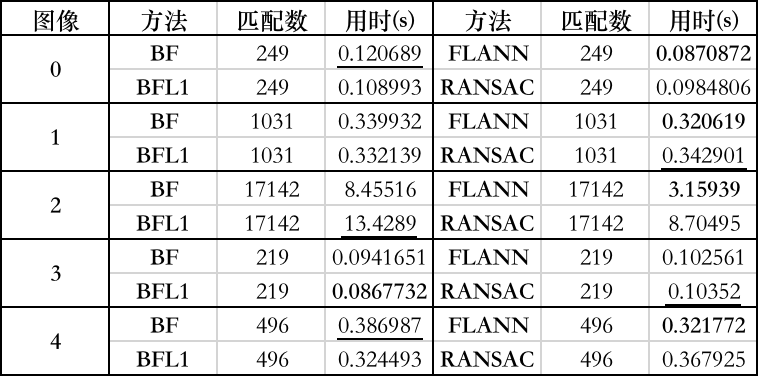 图像 方法 匹配数 用时(s) 方法 匹配数 用时(s)
0 BF 249 0.120689 FLANN 249 0.0870872
BFL1 249 0.108993 RANSAC 249 0.0984806
1 BF 1031 0.339932 FLANN 1031 0.320619
BFL1 1031 0.332139 RANSAC 1031 0.342901
2 BF 17142 8.45516 FLANN 17142 3.15939
BFL1 17142 13.4289 RANSAC 17142 8.70495
3 BF 219 0.0941651 FLANN 219 0.102561
BFL1 219 0.0867732 RANSAC 219 0.10352
4 BF 496 0.386987 FLANN 496 0.321772
BFL1 496 0.324493 RANSAC 496 0.367925